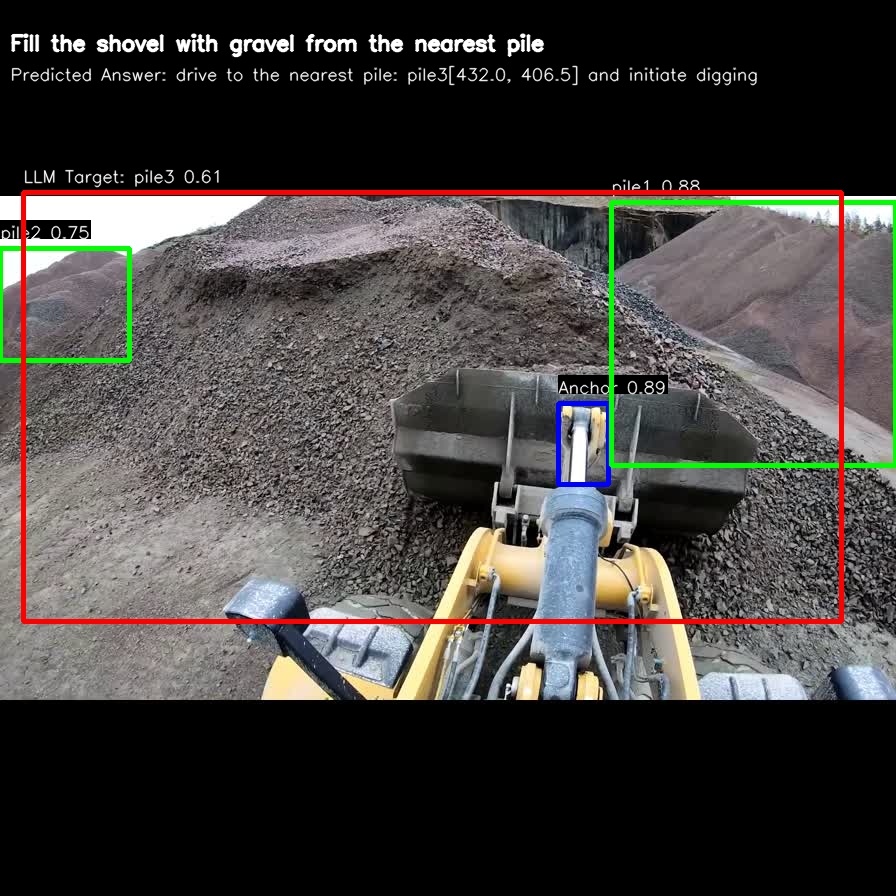 Fill the shovel with gravel from the nearest pile
Predicted Answer: drive to the nearest pile: pile3[432.0, 406.5] and initiate digging
LLM Target: pile3 0.61
pile1 0.88
pile2 0.75
Anchor 0.89